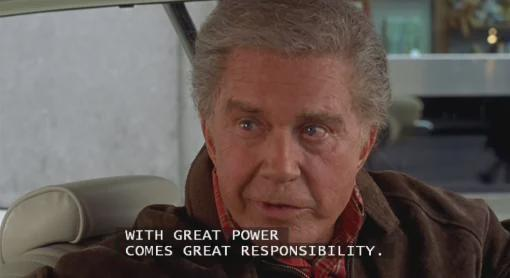 WITH GREAT POWER
COMES GREAT RESPONSIBILITY.